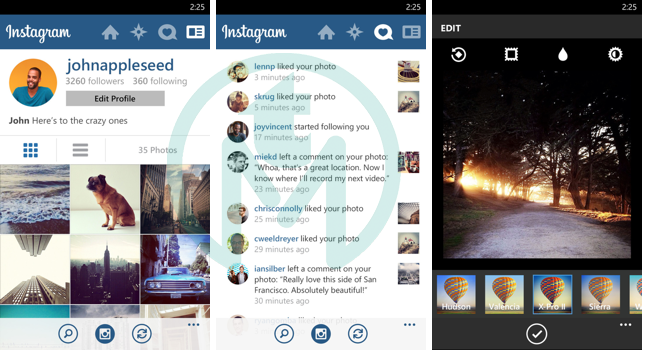 2:25
Instagram
johnappleseed
3260 followers 360 following
Edit Profile
John Here's to the crazy ones
35 Photos
2:25
Instagram
lennp liked your photo
3 minutes ago
skrug liked your photo
5 minutes ago
joyvincent started following you
17 minutes ago
miekd left a comment on your photo:
"Whoa, that's a great location. Now I
know where I'll record my next video."
23 minutes ago
chrisconnolly liked your photo
25 minutes ago
cweeldreyer liked your photo
29 minutes ago
iansilber left a comment on your
photo: "Really love this side of San
Francisco. Absolutely beautiful!"
30 minutes ago
2:25
EDIT
Hudson
Valencia
X-Pro II
Sierra